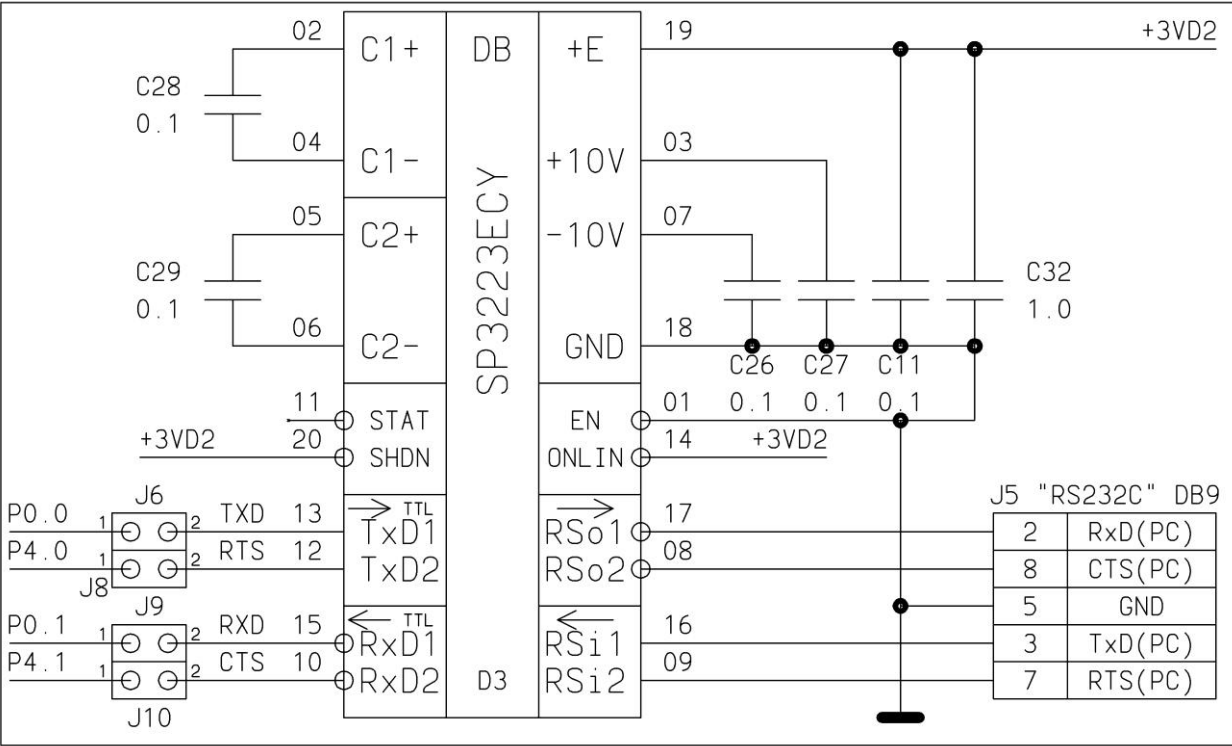 02 C1+ DB +E 19 +3VD2
C28
0.1
04 C1- +10V 03
05 C2+ -10V 07
C29
0.1
C32
1.0
06 C2- GND 18
SP3223ECY
C26 C27 C11
0.1 0.1 0.1
11 STAT EN 01
+3VD2 20 SHDN ONLIN 14 +3VD2
J6
J5 "RS232C" DB9
TTL
P0.0 1 2 TXD 13 TxD1 RSo1 17 2 RxD(PC)
P4.0 1 2 RTS 12 TxD2 RSo2 08 8 CTS(PC)
J8
J9
5 GND
TTL
P0.1 1 2 RXD 15 RxD1 RSi1 16 3 TxD(PC)
P4.1 1 2 CTS 10 RxD2 D3 RSi2 09 7 RTS(PC)
J10